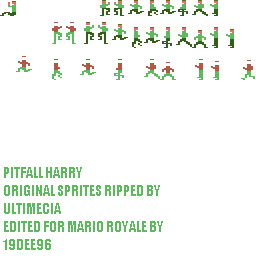 PITFALL HARRY
ORIGINAL SPRITES RIPPED BY
ULTIMECIA
EDITED FOR MARIO ROYALE BY
19DEE96